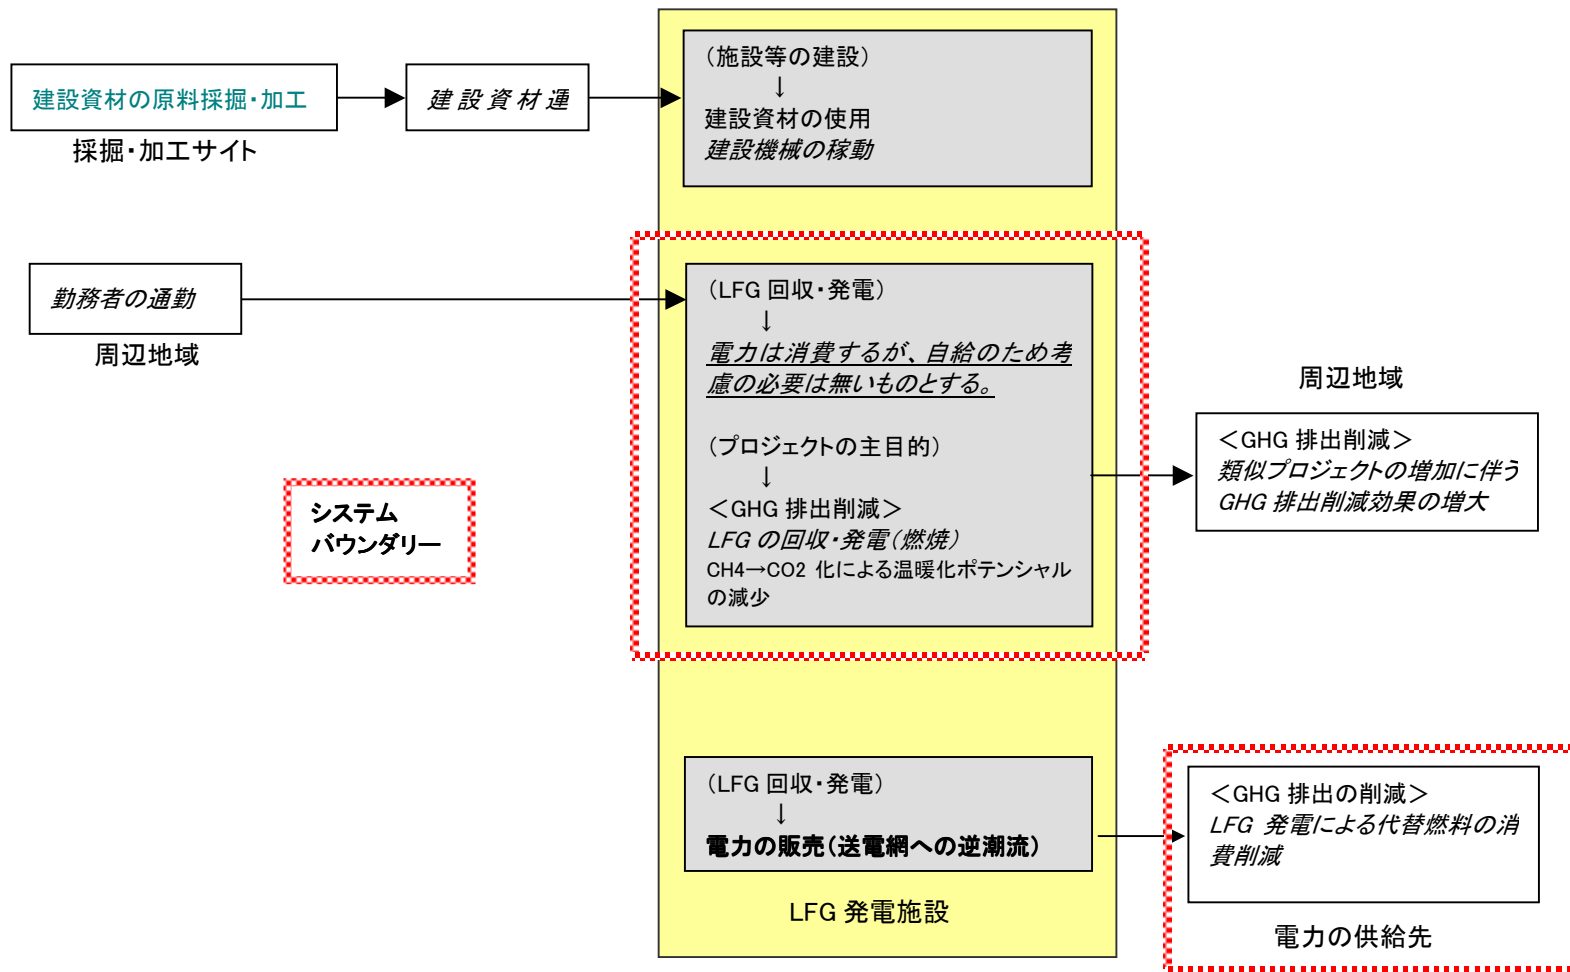 建設資材の原料採掘・加工
採掘・加工サイト
建設資材運
（施設等の建設）
↓
建設資材の使用
建設機械の稼動
勤務者の通勤
周辺地域
（LFG 回収・発電）
↓
電力は消費するが、自給のため考
慮の必要は無いものとする。
（プロジェクトの主目的）
↓
＜GHG 排出削減＞
LFG の回収・発電（燃焼）
CH4→CO2 化による温暖化ポテンシャル
の減少
周辺地域
＜GHG 排出削減＞
類似プロジェクトの増加に伴う
GHG 排出削減効果の増大
システム
バウンダリー
（LFG 回収・発電）
↓
電力の販売（送電網への逆潮流）
LFG 発電施設
＜GHG 排出の削減＞
LFG 発電による代替燃料の消
費削減
電力の供給先